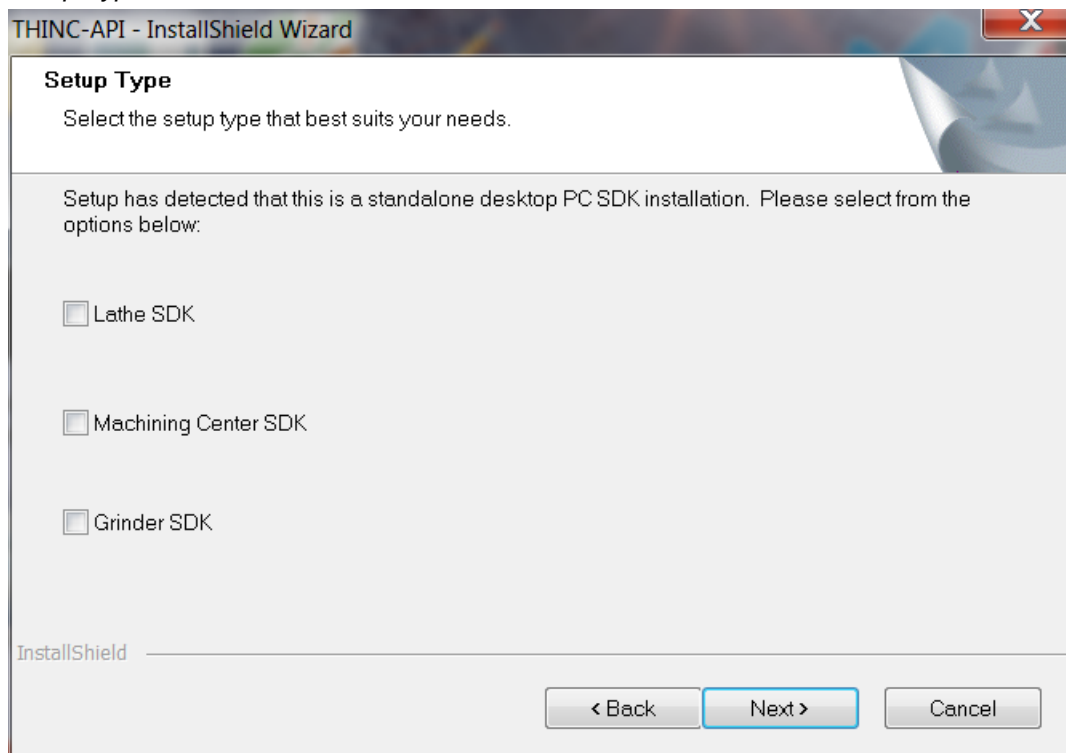 THINC-API - InstallShield Wizard
Setup Type
Select the setup type that best suits your needs.
Setup has detected that this is a standalone desktop PC SDK installation. Please select from the
options below:
Lathe SDK
Machining Center SDK
Grinder SDK
InstallShield
< Back Next > Cancel